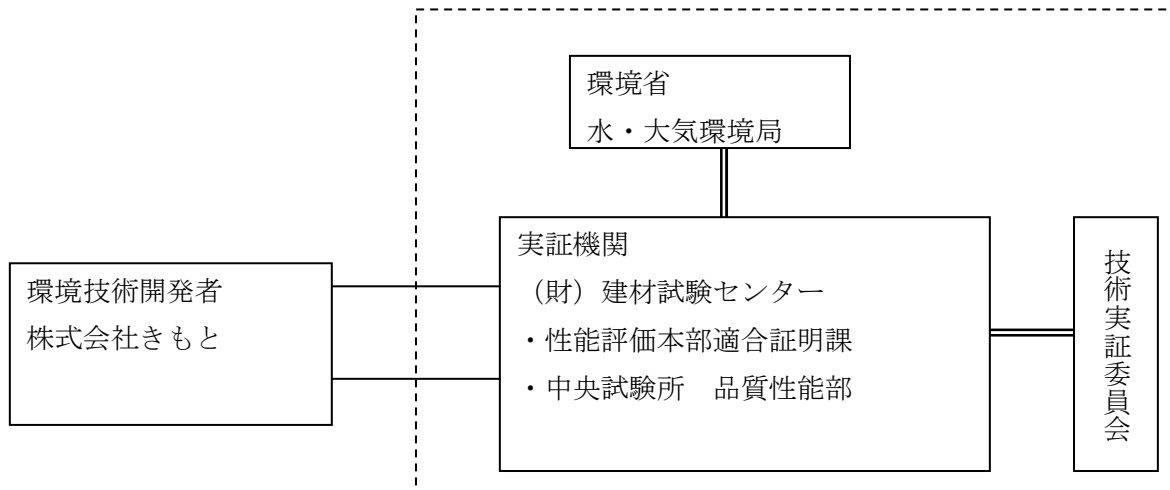 環境省
水・大気環境局
実証機関
（財）建材試験センター
・性能評価本部適合証明課
・中央試験所　品質性能部
環境技術開発者
株式会社きもと
技術実証委員会